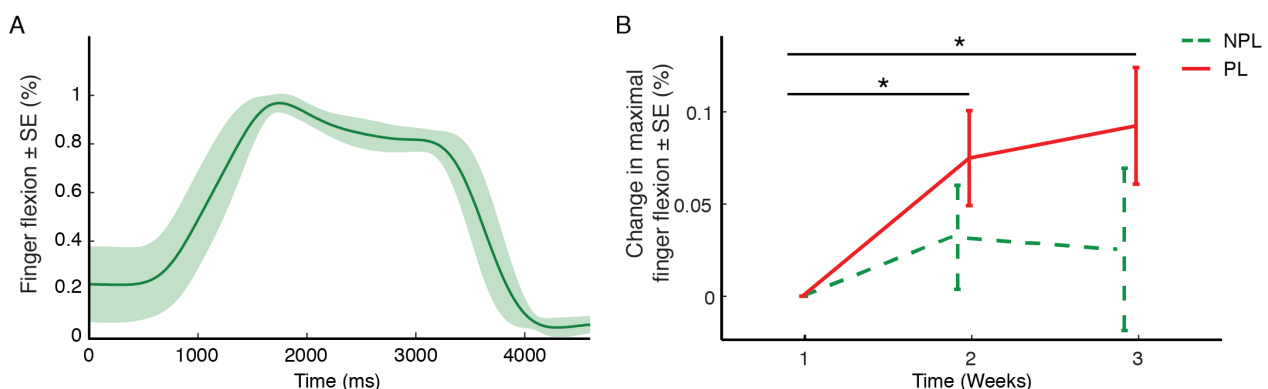 A
Finger flexion ± SE (%)
1
0.8
0.6
0.4
0.2
0
0 1000 2000 3000 4000
Time (ms)
B
Change in maximal
finger flexion ± SE (%)
0.1
0.05
0
*
*
NPL
PL
1 2 3
Time (Weeks)